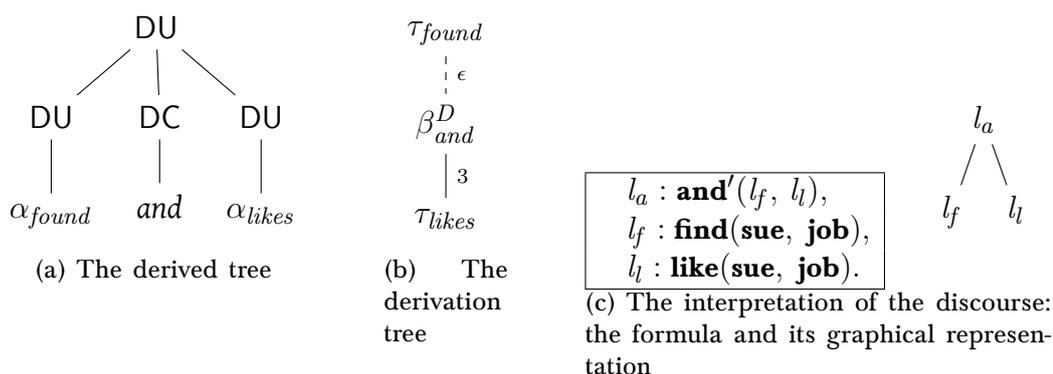 DU
DU DC DU
α_found and α_likes
(a) The derived tree
τ_found
ϵ
β^D_and
3
τ_likes
(b) The
derivation
tree
l_a : and′(l_f, l_l),
l_f : find(sue, job),
l_l : like(sue, job).
l_a
l_f l_l
(c) The interpretation of the discourse:
the formula and its graphical represen-
tation